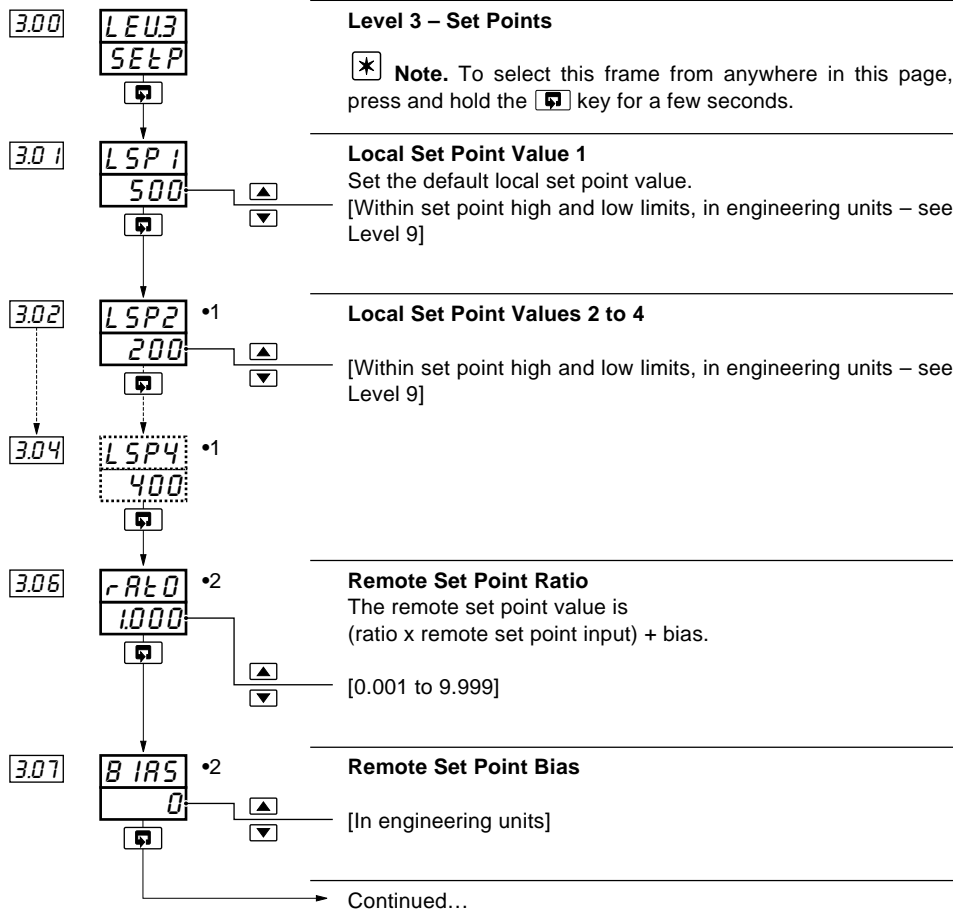 3.00
LEV.3
SEtP
Level 3 – Set Points
Note. To select this frame from anywhere in this page,
press and hold the key for a few seconds.
3.01
LSP1
500
Local Set Point Value 1
Set the default local set point value.
[Within set point high and low limits, in engineering units – see
Level 9]
3.02
LSP2 •1
200
Local Set Point Values 2 to 4
[Within set point high and low limits, in engineering units – see
Level 9]
3.04
LSP4 •1
400
3.06
rAtO •2
1.000
Remote Set Point Ratio
The remote set point value is
(ratio x remote set point input) + bias.
[0.001 to 9.999]
3.07
BIAS •2
0
Remote Set Point Bias
[In engineering units]
Continued…